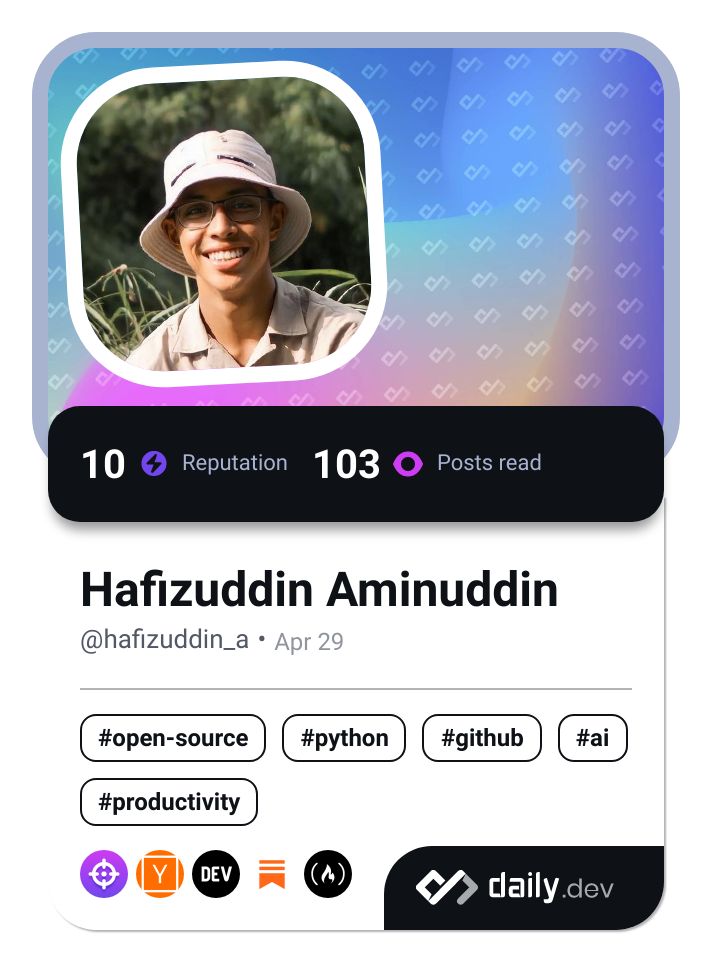 10 Reputation 103 Posts read
Hafizuddin Aminuddin
@hafizuddin_a • Apr 29
#open-source #python #github #ai
#productivity
Y DEV
daily.dev